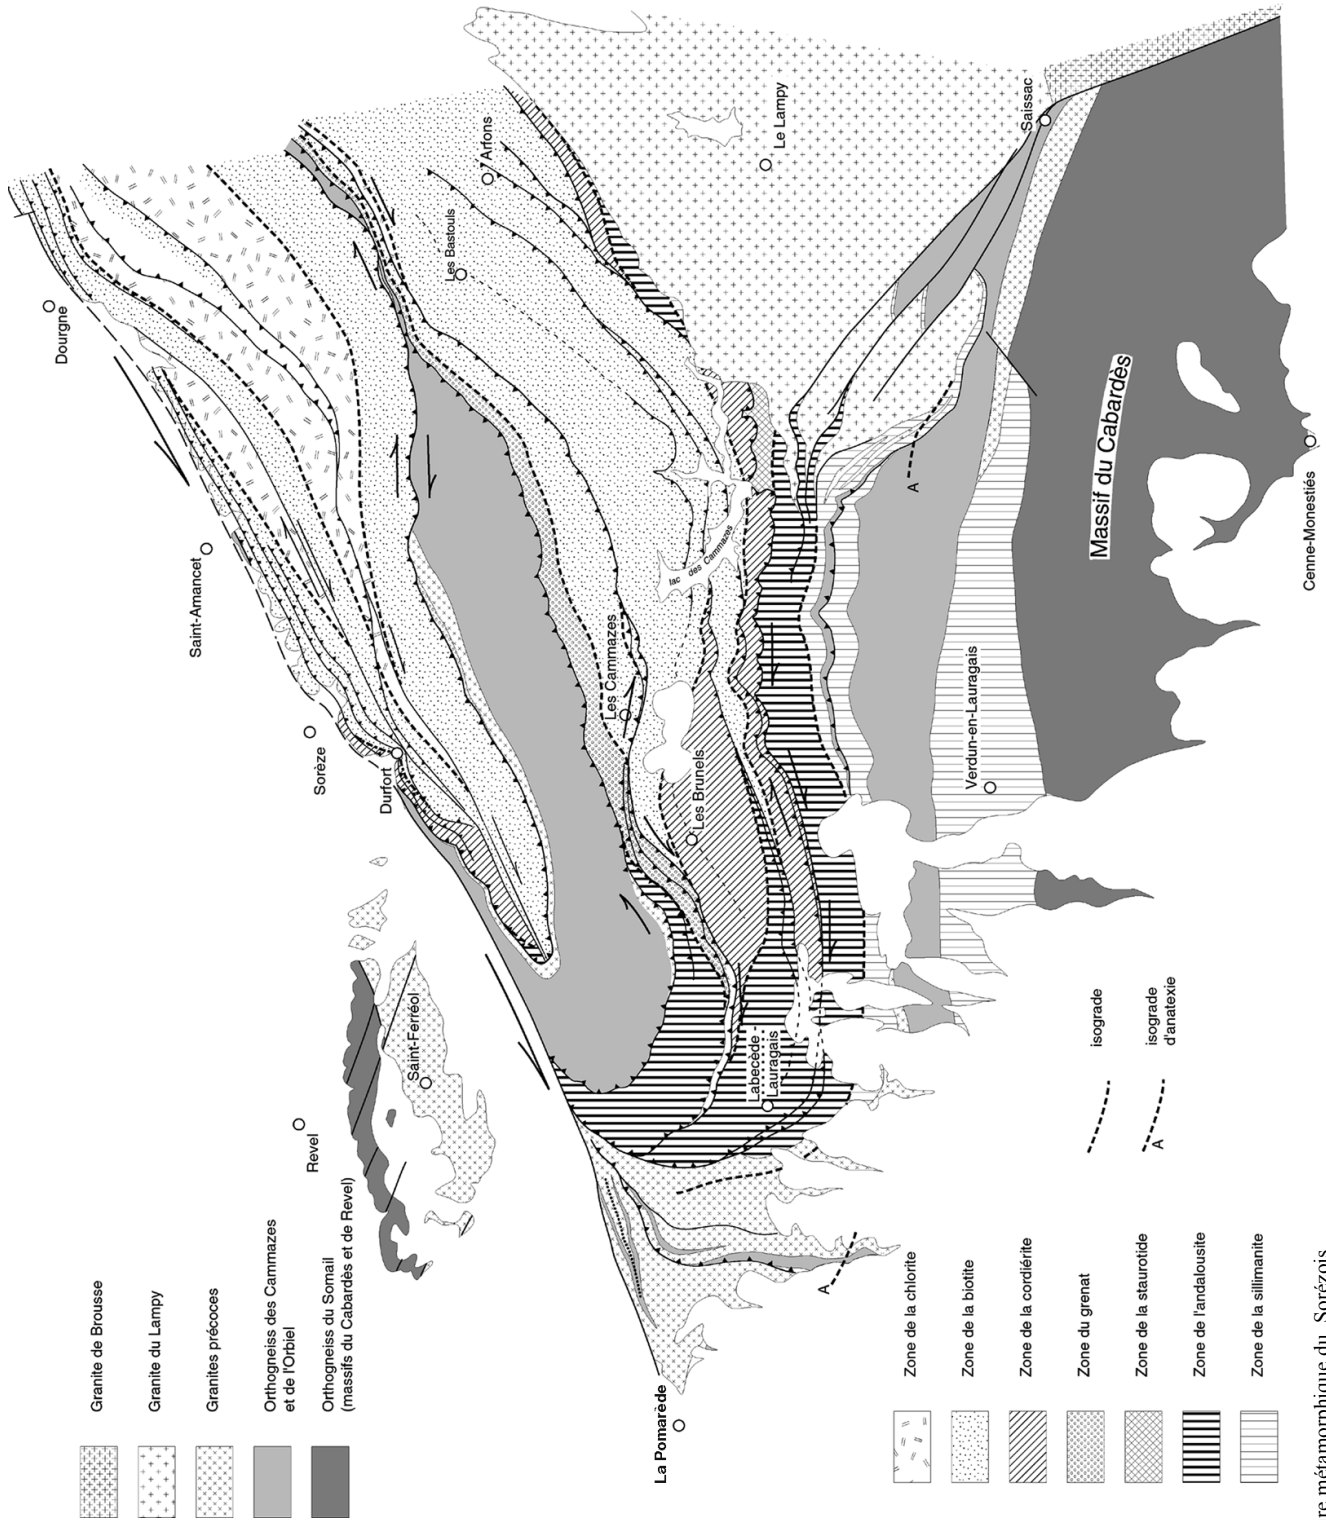 Granite de Brousse
Granite du Lampy
Granites précoces
Orthogneiss des Cammazes
et de l'Orbiel
Orthogneiss du Somail
(massifs du Cabardès et de Revel)
Dourgne
Saint-Amancet
Sorèze
Durfort
Revel
Saint-Ferréol
La Pomarède
Arfons
Les Bastouls
Le Lampy
Saissac
lac des Cammazes
Les Cammazes
Les Brunels
Labecède
Lauragais
Verdun-en-Lauragais
Massif du Cabardès
Cenne-Monestiés
A
A
isograde
isograde
d'anatexie
A
Zone de la chlorite
Zone de la biotite
Zone de la cordiérite
Zone du grenat
Zone de la staurotide
Zone de l'andalousite
Zone de la sillimanite
re métamorphique du Sorézois